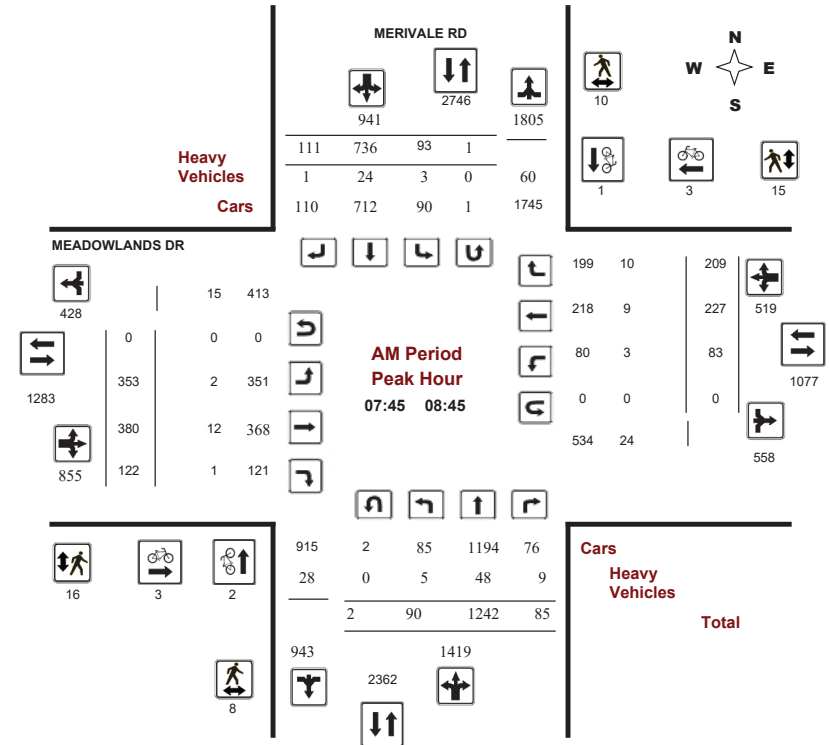 MERIVALE RD
N
W E
S
2746
10
941 1805
111 736 93 1
Heavy
Vehicles
1 24 3 0 60
Cars
110 712 90 1 1745
1 3 15
MEADOWLANDS DR
428
15 413
199 10 209
519
0 0 0
218 9 227
1283
353 2 351
AM Period
Peak Hour
07:45 08:45
80 3 83
1077
0 0 0
855
380 12 368
534 24
558
122 1 121
16 3 2
915 2 85 1194 76
Cars
28 0 5 48 9
Heavy
Vehicles
2 90 1242 85
Total
943 1419
2362
8